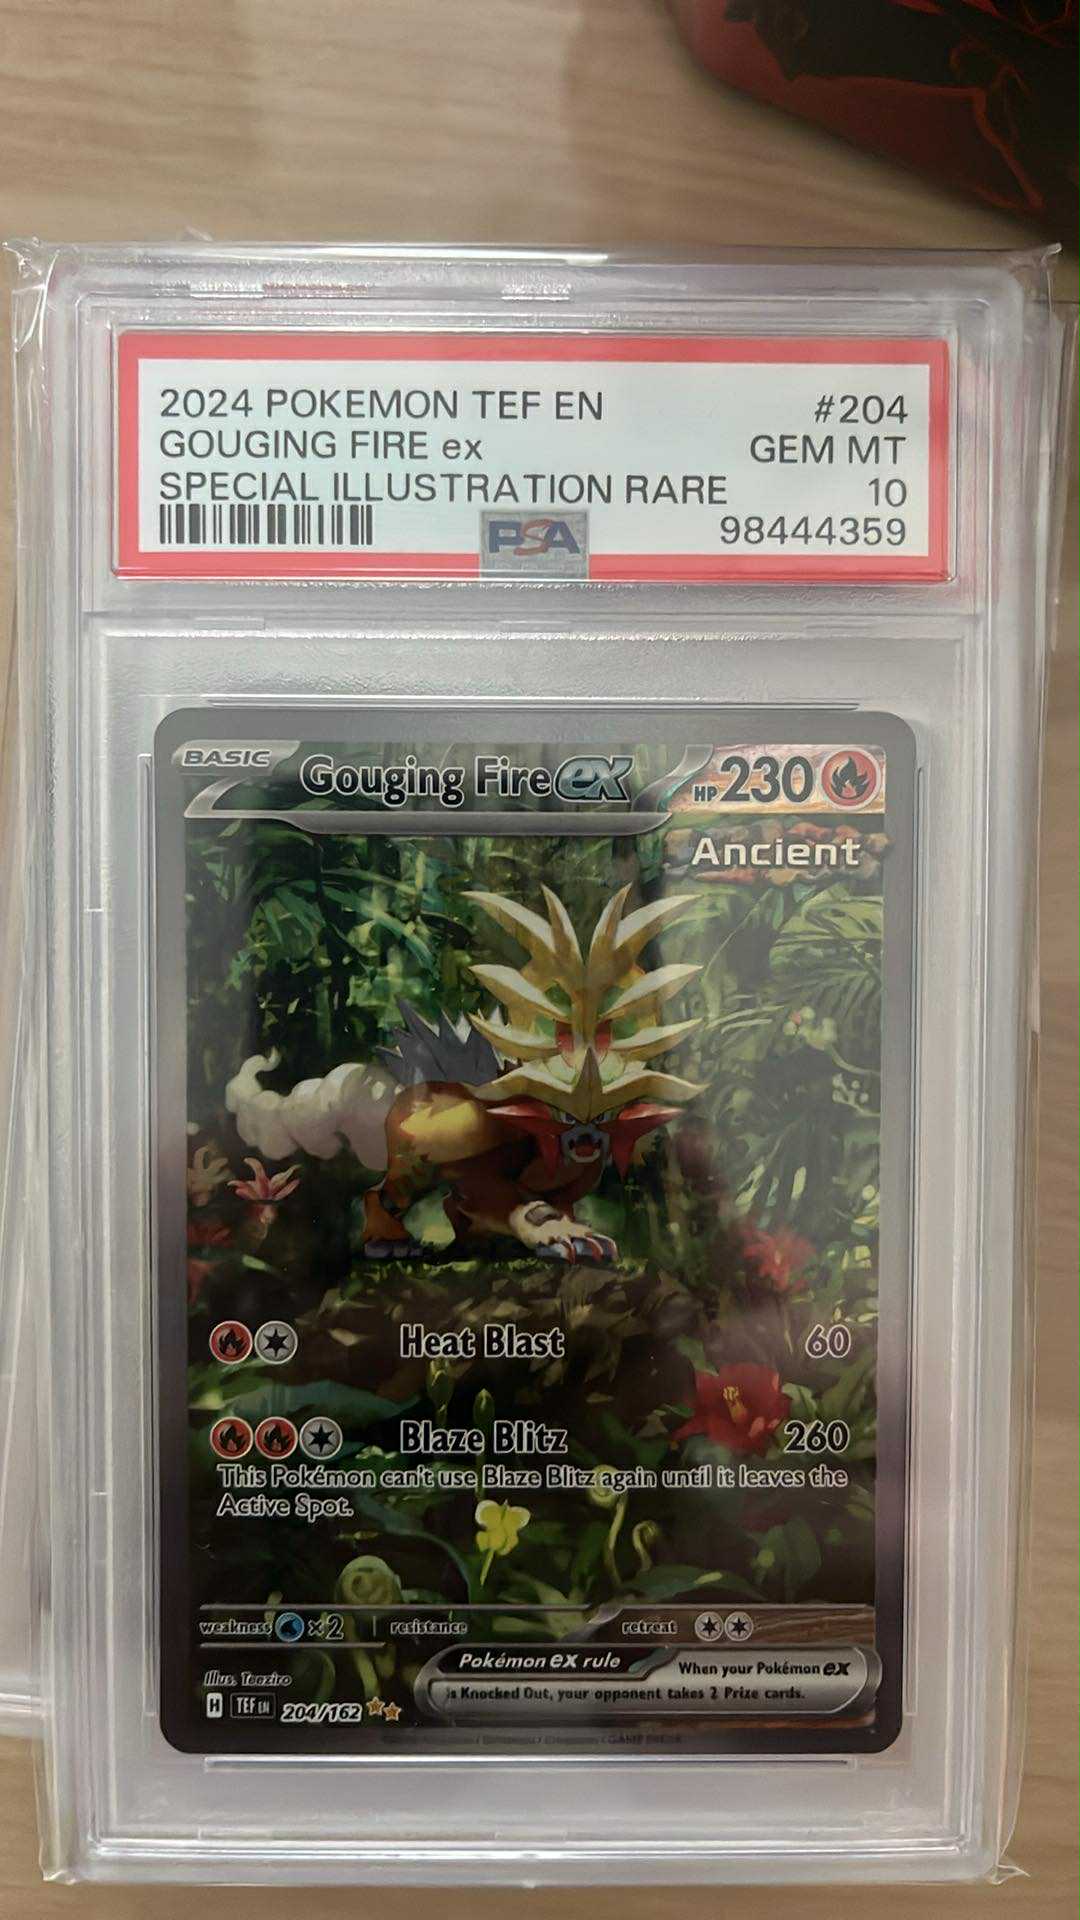 2024 POKEMON TEF EN #204
GOUGING FIRE ex GEM MT
SPECIAL ILLUSTRATION RARE 10
PSA 98444359
BASIC Gouging Fire ex HP 230
Ancient
Heat Blast 60
Blaze Blitz 260
This Pokémon can't use Blaze Blitz again until it leaves the
Active Spot.
weakness ×2 resistance retreat
Pokémon ex rule When your Pokémon ex
is Knocked Out, your opponent takes 2 Prize cards.
Illus. Teeziro
H TEF EN 204/162